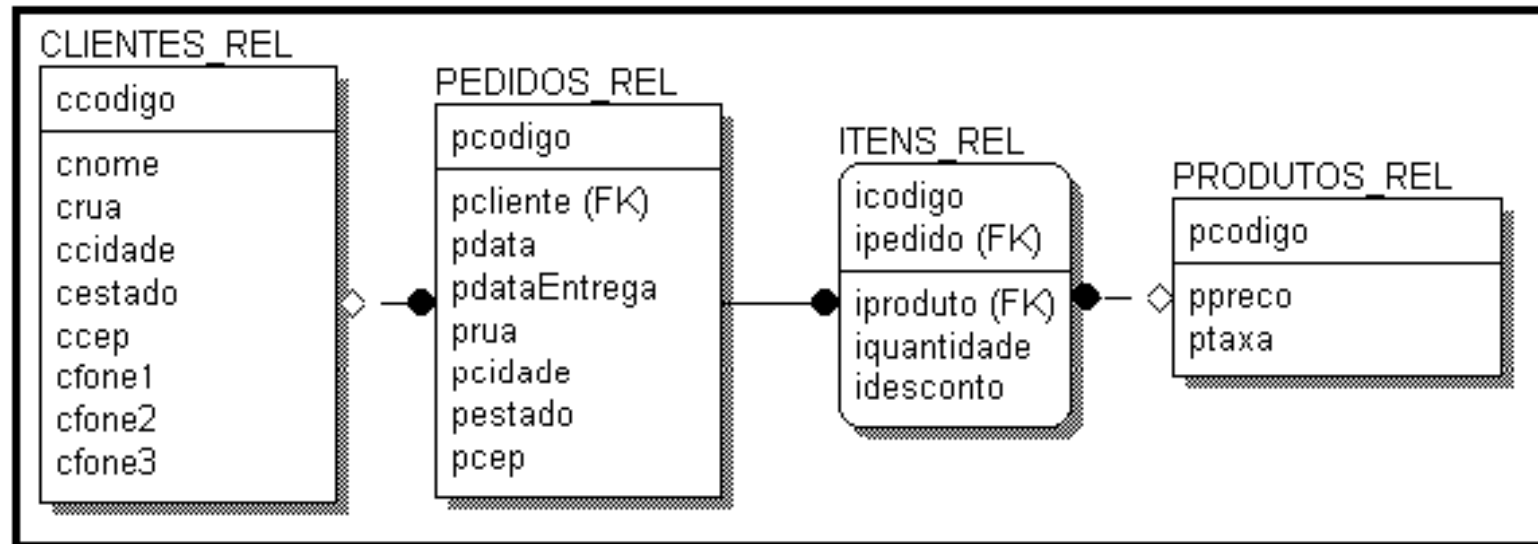 CLIENTES_REL
ccodigo
cnome
crua
ccidade
cestado
ccep
cfone1
cfone2
cfone3
PEDIDOS_REL
pcodigo
pcliente (FK)
pdata
pdataEntrega
prua
pcidade
pestado
pcep
ITENS_REL
icodigo
ipedido (FK)
iproduto (FK)
iquantidade
idesconto
PRODUTOS_REL
pcodigo
ppreco
ptaxa